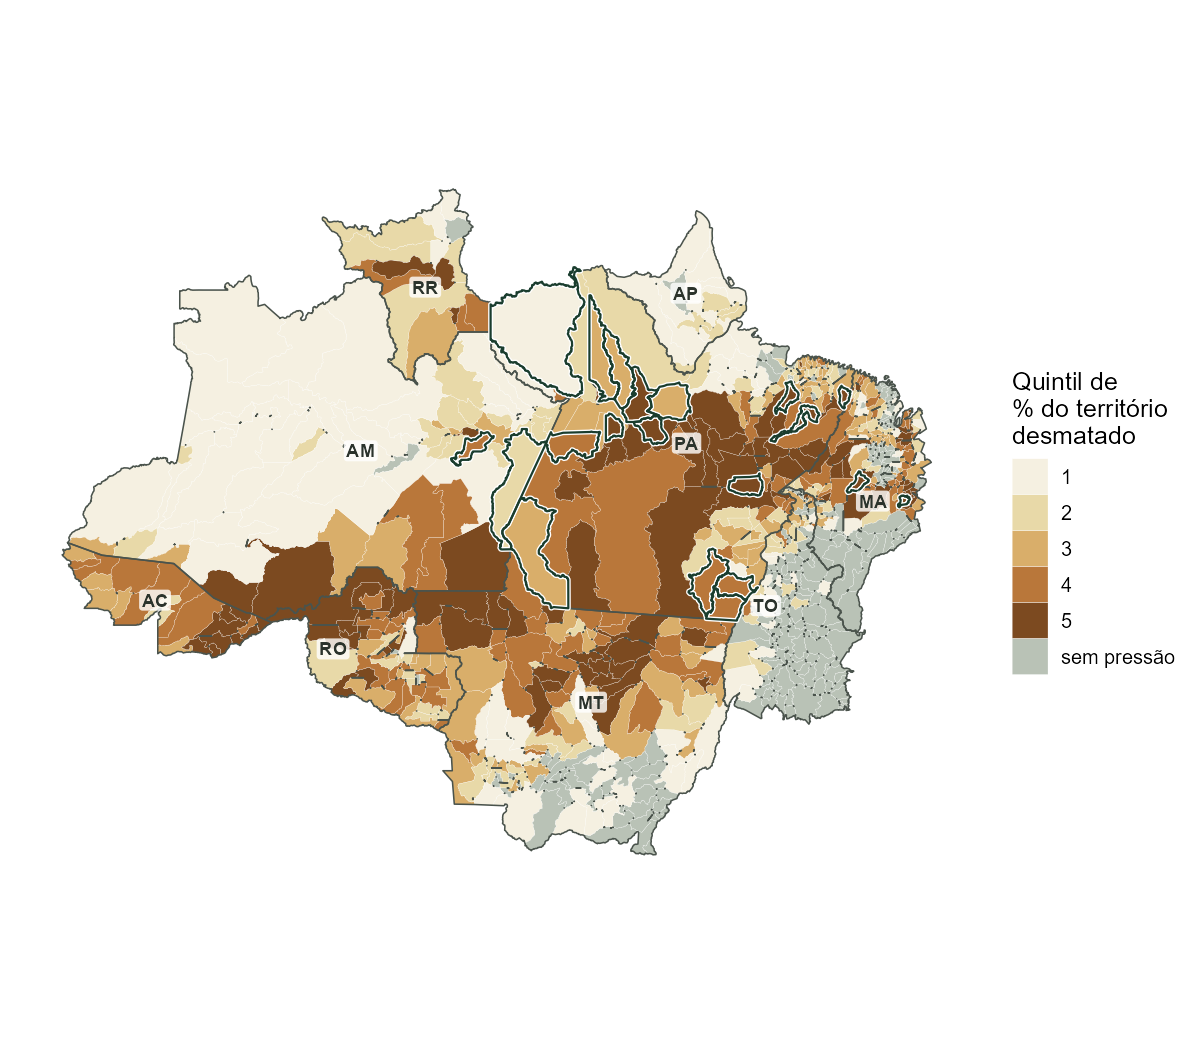 RR
AP
AM
PA
MA
AC
TO
RO
MT
Quintil de
% do território
desmatado
1
2
3
4
5
sem pressão